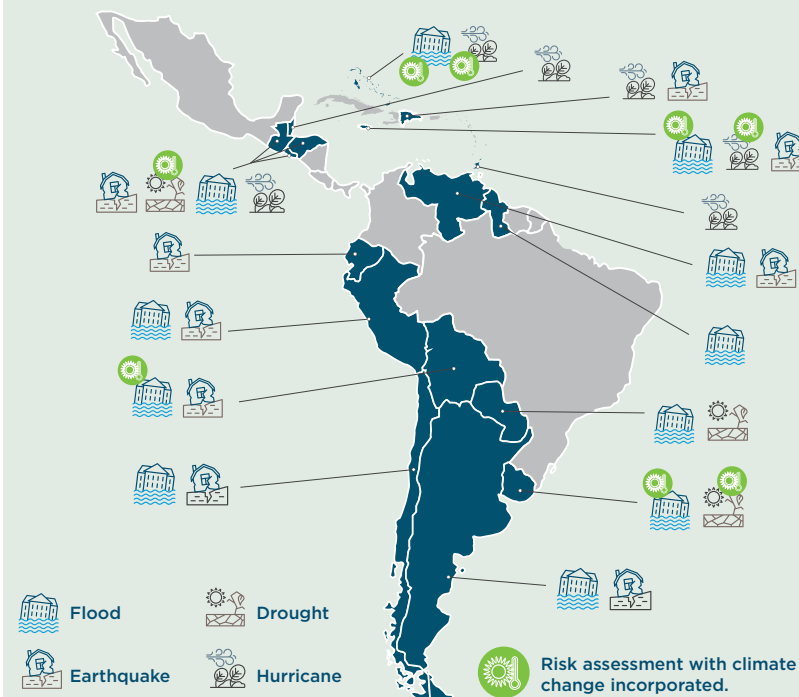 Flood
Drought
Earthquake
Hurricane
Risk assessment with climate
change incorporated.